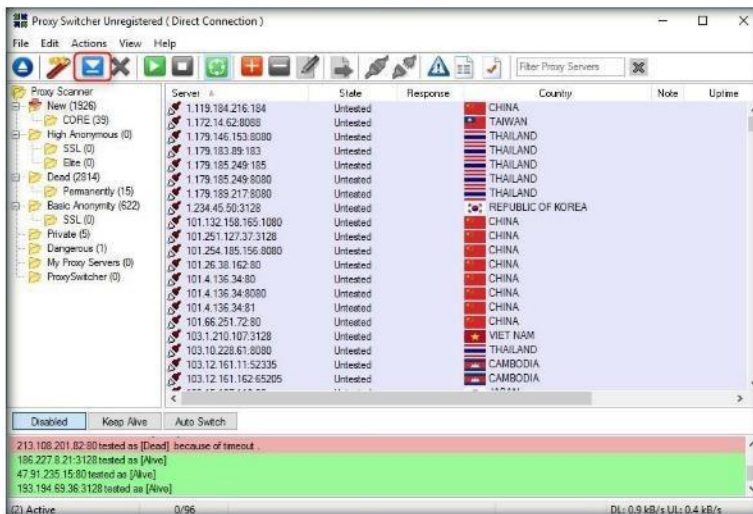 Proxy Switcher Unregistered ( Direct Connection )
File Edit Actions View Help
Filter Proxy Servers
Proxy Scanner
New (1926)
CORE (39)
High Anonymous (0)
SSL (0)
Elite (0)
Dead (2814)
Permanently (15)
Basic Anonymity (622)
SSL (0)
Private (5)
Dangerous (1)
My Proxy Servers (0)
ProxySwitcher (0)
Server State Response Country Note Uptime
1.119.184.216:184 Untested CHINA
1.172.14.62:8088 Untested TAIWAN
1.179.146.153:8080 Untested THAILAND
1.179.183.89:183 Untested THAILAND
1.179.185.249:185 Untested THAILAND
1.179.185.249:8080 Untested THAILAND
1.179.189.217:8080 Untested THAILAND
1.234.45.50:3128 Untested REPUBLIC OF KOREA
101.132.158.165:1080 Untested CHINA
101.251.127.37:3128 Untested CHINA
101.254.185.156:8080 Untested CHINA
101.26.38.162:80 Untested CHINA
101.4.136.34:80 Untested CHINA
101.4.136.34:8080 Untested CHINA
101.4.136.34:81 Untested CHINA
101.66.251.72:80 Untested CHINA
103.1.210.107:3128 Untested VIET NAM
103.10.228.61:8080 Untested THAILAND
103.12.161.11:52335 Untested CAMBODIA
103.12.161.162:65205 Untested CAMBODIA
Disabled Keep Alive Auto Switch
213.108.201.82:80 tested as [Dead] because of timeout .
186.227.8.21:3128 tested as [Alive]
47.91.235.15:80 tested as [Alive]
193.194.69.36:3128 tested as [Alive]
(2) Active 0/96 DL: 0.9 kB/s UL: 0.4 kB/s